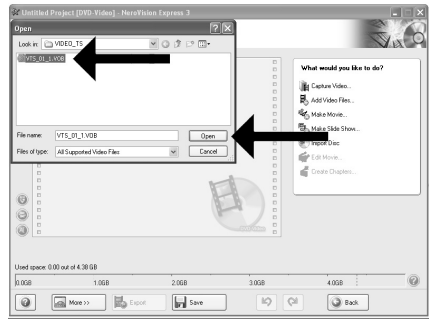 Untitled Project [DVD-Video] - NeroVision Express 3
Open
Look in: VIDEO_TS
VTS_01_1.VOB
File name: VTS_01_1.VOB Open
Files of type: All Supported Video Files Cancel
What would you like to do?
Capture Video...
Add Video Files...
Make Movie...
Make Slide Show...
Import Disc
Edit Movie...
Create Chapters...
Used space: 0.00 out of 4.38 GB
0.0GB 1.0GB 2.0GB 3.0GB 4.0GB
More >> Export Save Back